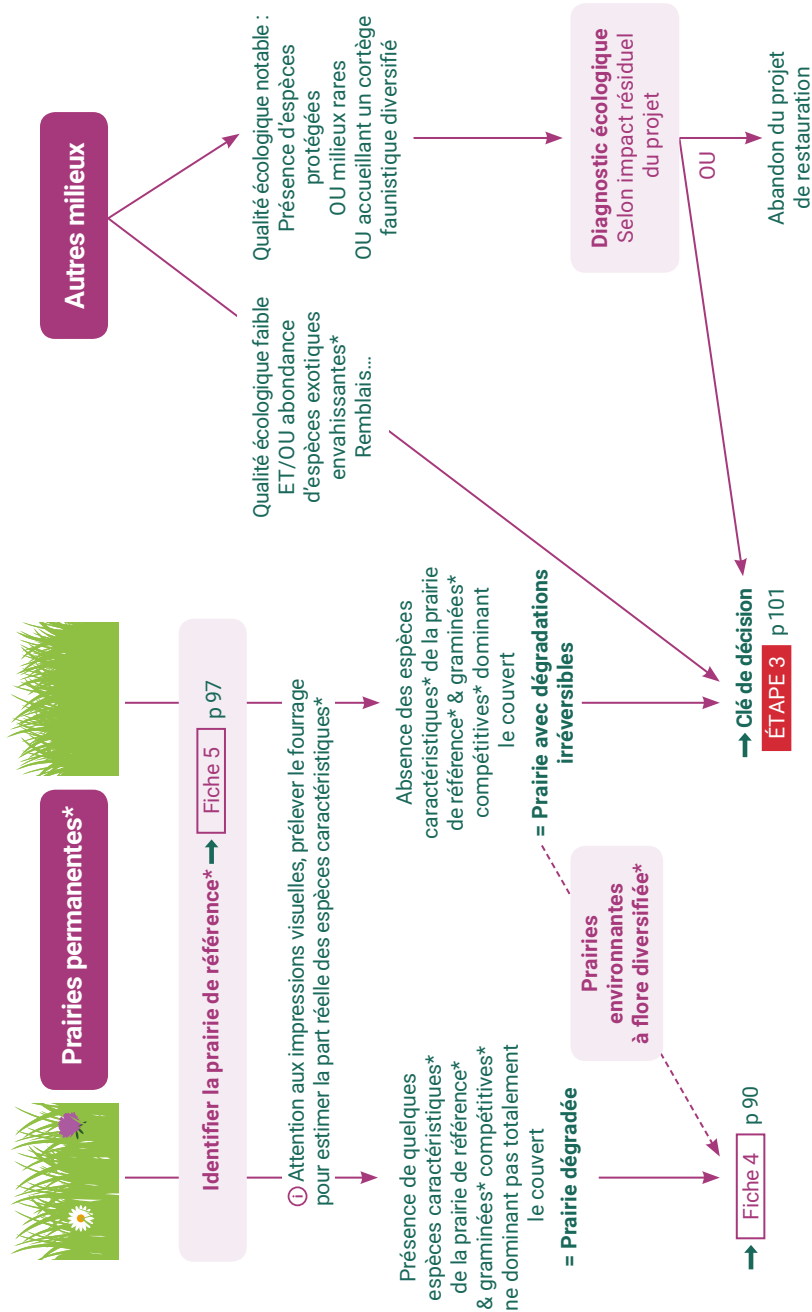 Prairies permanentes*
Identifier la prairie de référence* → Fiche 5 p 97
i Attention aux impressions visuelles, prélever le fourrage
pour estimer la part réelle des espèces caractéristiques*
Présence de quelques
espèces caractéristiques*
de la prairie de référence*
& graminées* compétitives*
ne dominant pas totalement
le couvert
= Prairie dégradée
→ Fiche 4 p 90
Absence des espèces
caractéristiques* de la prairie
de référence* & graminées*
compétitives* dominant
le couvert
= Prairie avec dégradations
irréversibles
Prairies
environnantes
à flore diversifiée*
→ Clé de décision
ÉTAPE 3 p 101
Autres milieux
Qualité écologique faible
ET/OU abondance
d'espèces exotiques
envahissantes*
Remblais...
Qualité écologique notable :
Présence d'espèces
protégées
OU milieux rares
OU accueillant un cortège
faunistique diversifié
Diagnostic écologique
Selon impact résiduel
du projet
OU
Abandon du projet
de restauration